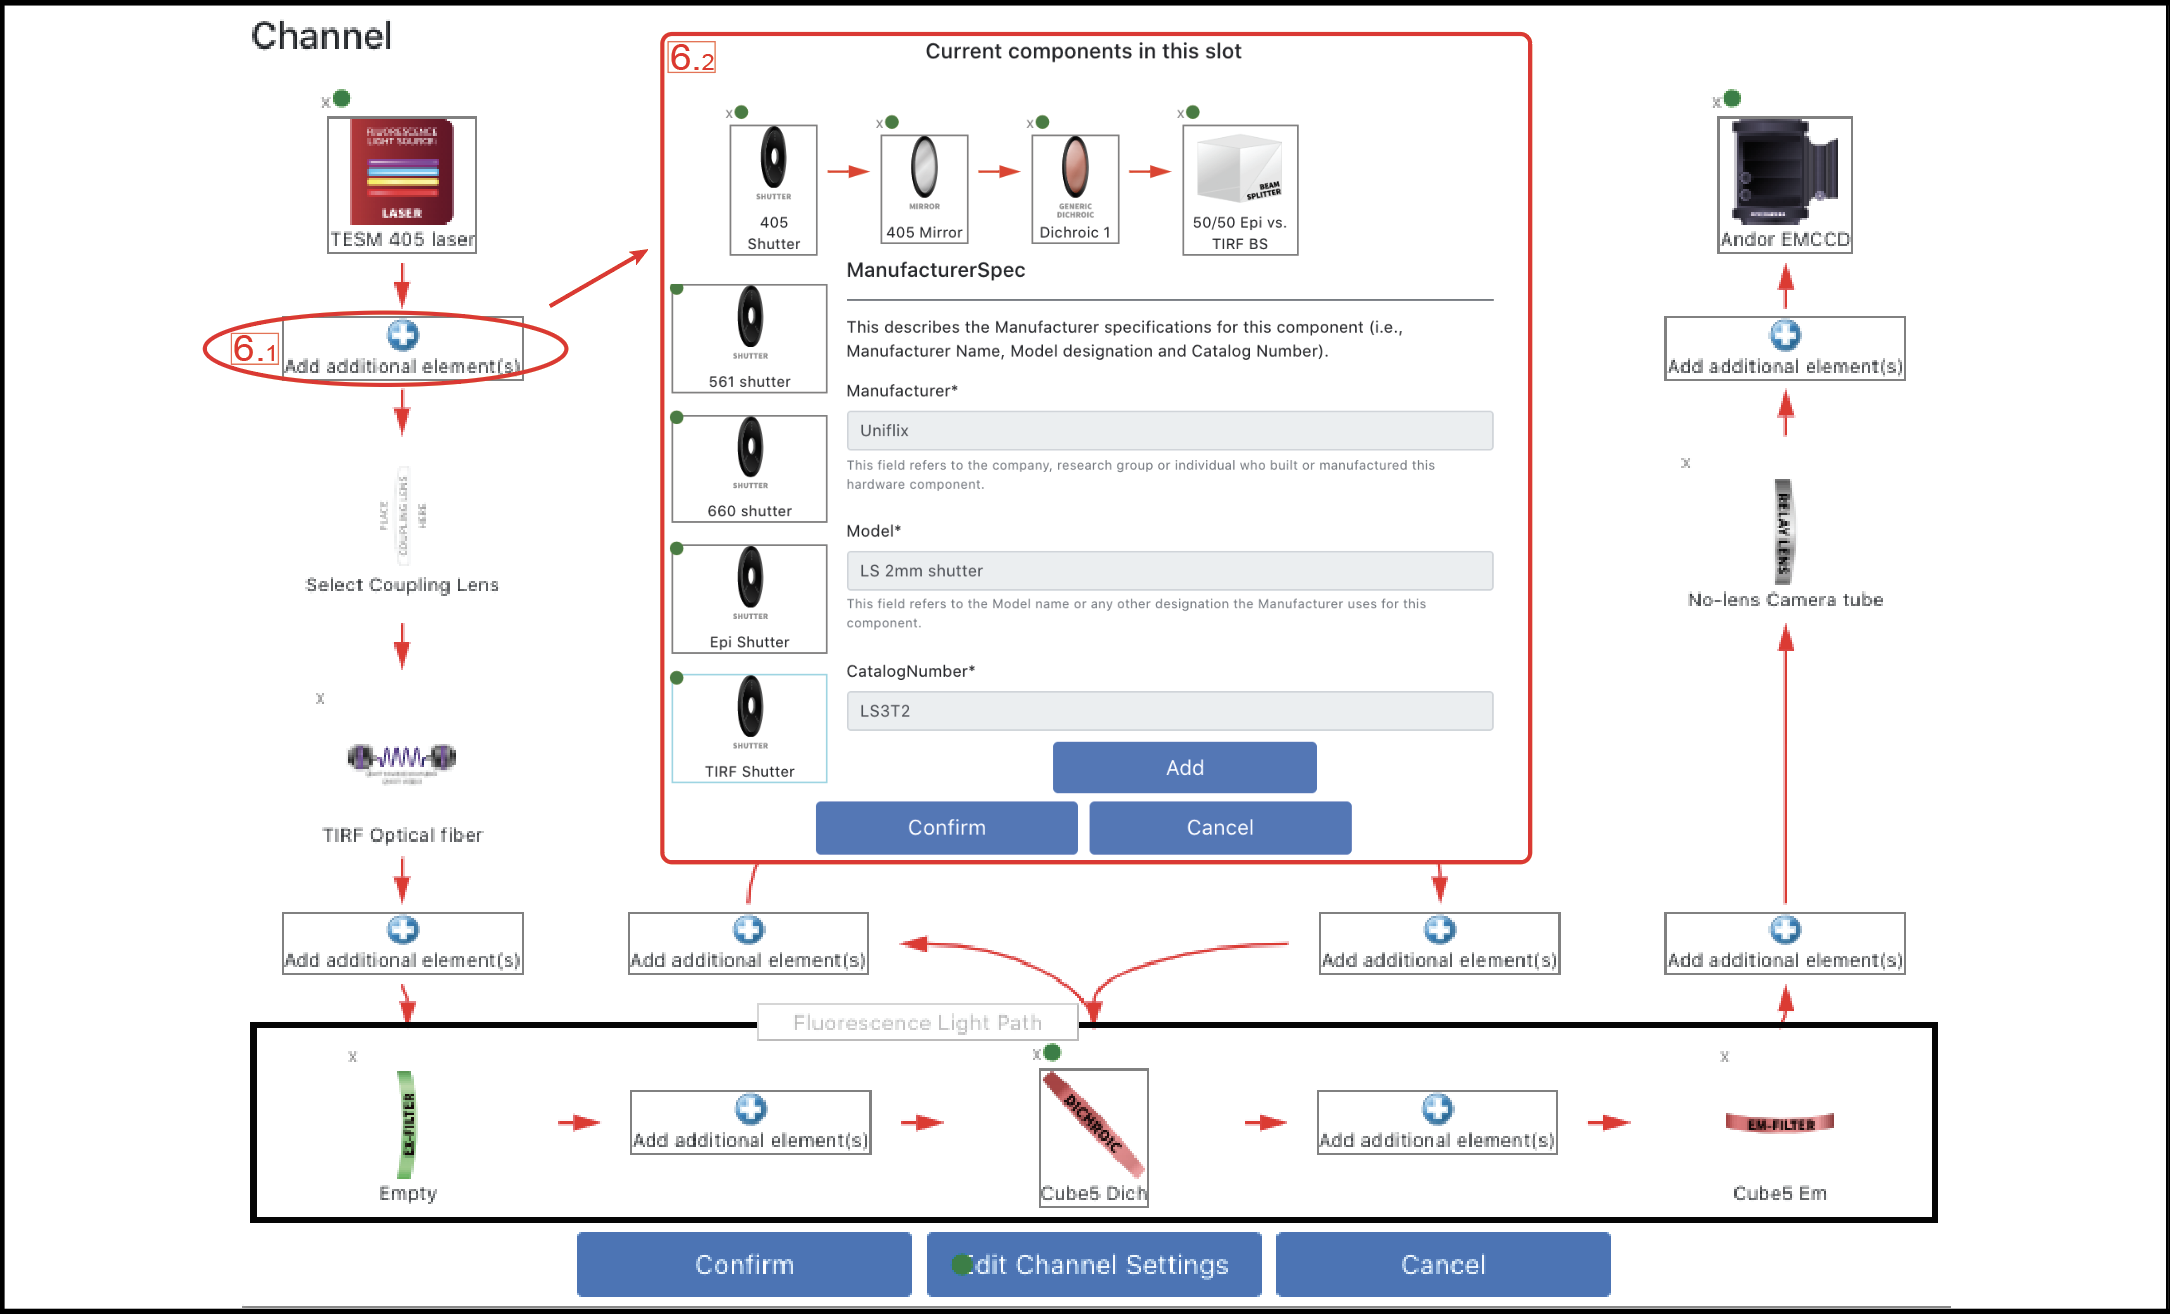 Channel
x
FLUORESCENCE
LIGHT SOURCE:
LASER
TESM 405 laser
6.1
Add additional element(s)
PLACE
COUPLING LENS
HERE
Select Coupling Lens
x
TIRF Optical fiber
Add additional element(s)
6.2
Current components in this slot
x
SHUTTER
405
Shutter
x
MIRROR
405 Mirror
x
GENERIC
DICHROIC
Dichroic 1
x
BEAM
SPLITTER
50/50 Epi vs.
TIRF BS
SHUTTER
561 shutter
SHUTTER
660 shutter
SHUTTER
Epi Shutter
SHUTTER
TIRF Shutter
ManufacturerSpec
This describes the Manufacturer specifications for this component (i.e.,
Manufacturer Name, Model designation and Catalog Number).
Manufacturer*
Uniflix
This field refers to the company, research group or individual who built or manufactured this
hardware component.
Model*
LS 2mm shutter
This field refers to the Model name or any other designation the Manufacturer uses for this
component.
CatalogNumber*
LS3T2
Add
Confirm
Cancel
Add additional element(s)
Add additional element(s)
x
Andor EMCCD
Add additional element(s)
x
RELAY LENS
No-lens Camera tube
Add additional element(s)
Fluorescence Light Path
x
EX-FILTER
Empty
Add additional element(s)
x
DICHROIC
Cube5 Dich
Add additional element(s)
x
EM-FILTER
Cube5 Em
Confirm
dit Channel Settings
Cancel